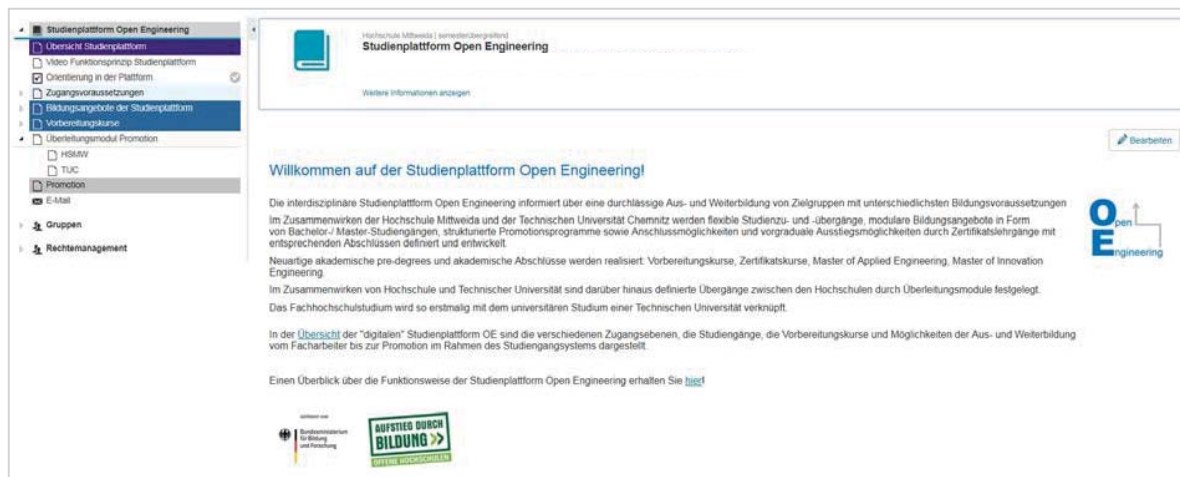 Studienplattform Open Engineering
Übersicht Studienplattform
Video Funktionsprinzip Studienplattform
Orientierung in der Plattform
Zugangsvoraussetzungen
Bildungsangebote der Studienplattform
Vorbereitungskurse
Überleitungsmodul Promotion
HSMW
TUC
Promotion
E-Mail
Gruppen
Rechtemanagement
Hochschule Mittweida | semesterübergreifend
Studienplattform Open Engineering
Weitere Informationen anzeigen
Bearbeiten
Willkommen auf der Studienplattform Open Engineering!
Die interdisziplinäre Studienplattform Open Engineering informiert über eine durchlässige Aus- und Weiterbildung von Zielgruppen mit unterschiedlichsten Bildungsvoraussetzungen
Im Zusammenwirken der Hochschule Mittweida und der Technischen Universität Chemnitz werden flexible Studienzu- und -übergänge, modulare Bildungsangebote in Form
von Bachelor-/ Master-Studiengängen, strukturierte Promotionsprogramme sowie Anschlussmöglichkeiten und vorgraduale Ausstiegsmöglichkeiten durch Zertifikatslehrgänge mit
entsprechenden Abschlüssen definiert und entwickelt.
Neuartige akademische pre-degrees und akademische Abschlüsse werden realisiert: Vorbereitungskurse, Zertifikatskurse, Master of Applied Engineering, Master of Innovation
Engineering.
Im Zusammenwirken von Hochschule und Technischer Universität sind darüber hinaus definierte Übergänge zwischen den Hochschulen durch Überleitungsmodule festgelegt.
Das Fachhochschulstudium wird so erstmalig mit dem universitären Studium einer Technischen Universität verknüpft.
In der Übersicht der "digitalen" Studienplattform OE sind die verschiedenen Zugangsebenen, die Studiengänge, die Vorbereitungskurse und Möglichkeiten der Aus- und Weiterbildung
vom Facharbeiter bis zur Promotion im Rahmen des Studiengangsystems dargestellt.
Einen Überblick über die Funktionsweise der Studienplattform Open Engineering erhalten Sie hier!
Open
Engineering
GEFÖRDERT VOM
Bundesministerium
für Bildung
und Forschung
AUFSTIEG DURCH
BILDUNG >>
OFFENE HOCHSCHULEN